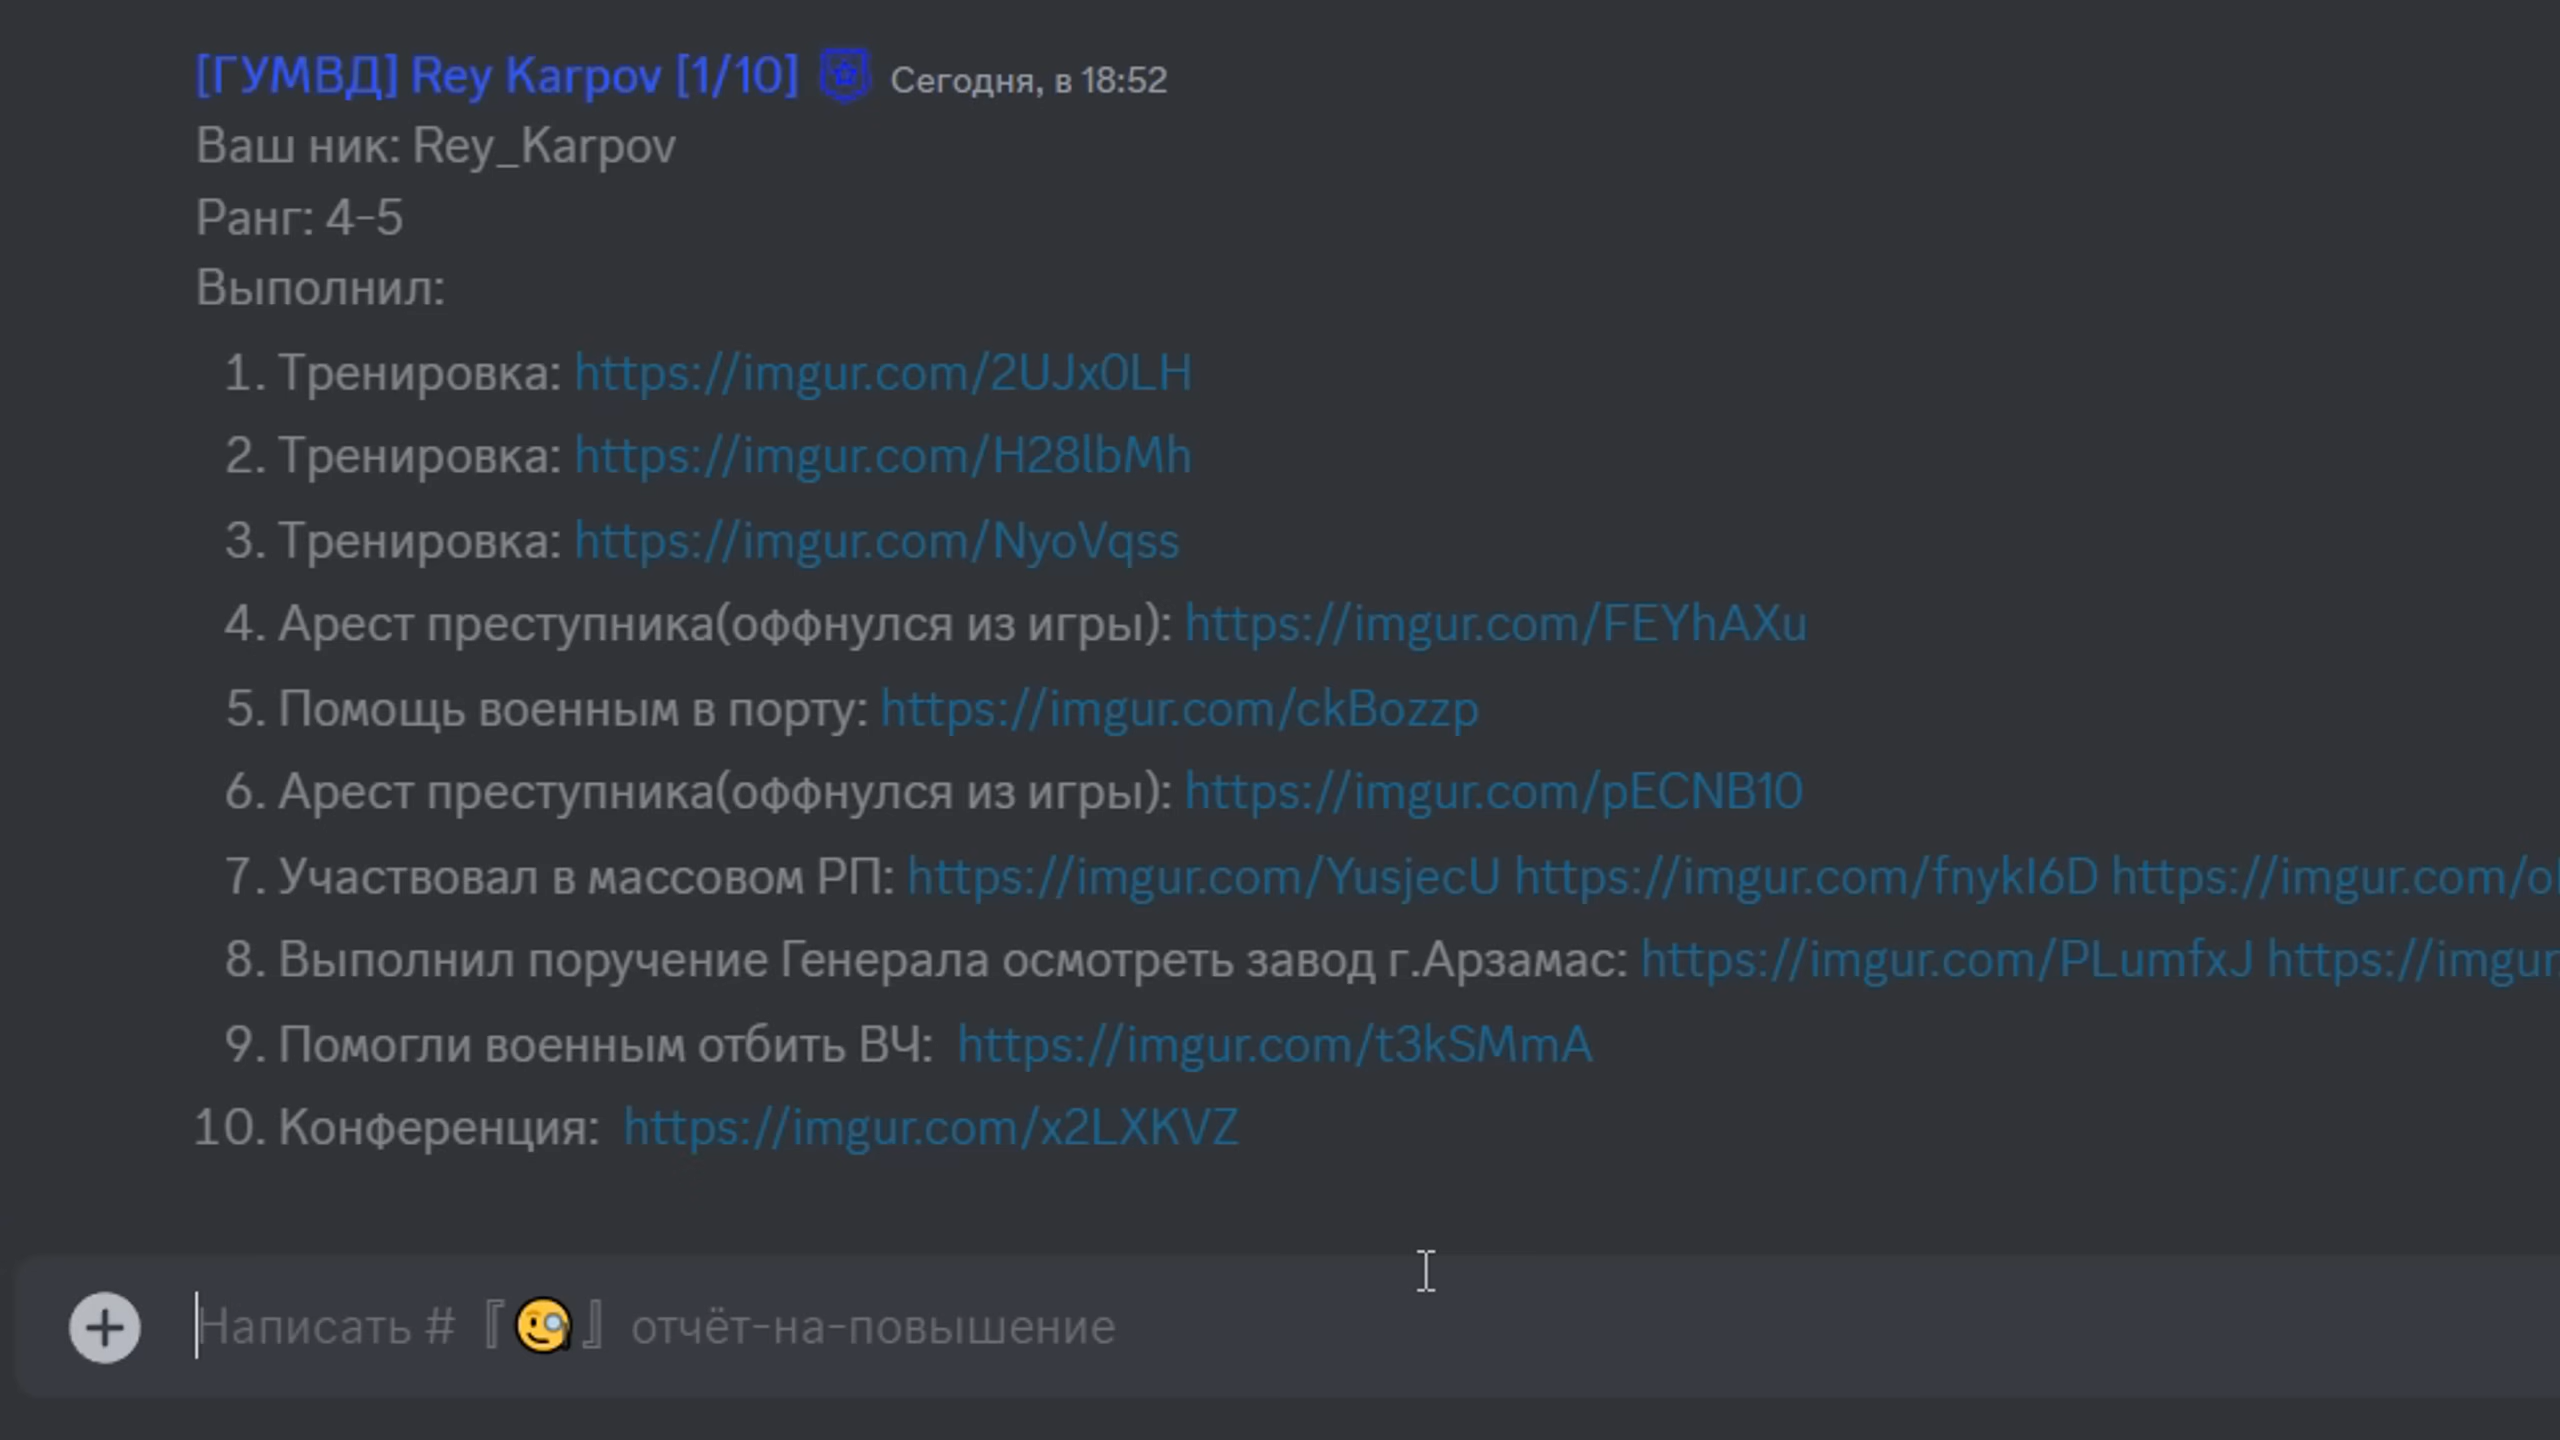 [ГУМВД] Rey Karpov [1/10] Сегодня, в 18:52
Ваш ник: Rey_Karpov
Ранг: 4-5
Выполнил:
1. Тренировка: https://imgur.com/2UJx0LH
2. Тренировка: https://imgur.com/H28lbMh
3. Тренировка: https://imgur.com/NyoVqss
4. Арест преступника(оффнулся из игры): https://imgur.com/FEYhAXu
5. Помощь военным в порту: https://imgur.com/ckBozzp
6. Арест преступника(оффнулся из игры): https://imgur.com/pECNB10
7. Участвовал в массовом РП: https://imgur.com/YusjecU https://imgur.com/fnykI6D https://imgur.com/o
8. Выполнил поручение Генерала осмотреть завод г.Арзамас: https://imgur.com/PLumfxJ https://imgur.
9. Помогли военным отбить ВЧ: https://imgur.com/t3kSMmA
10. Конференция: https://imgur.com/x2LXKVZ
Написать # 『🧐』 отчёт-на-повышение